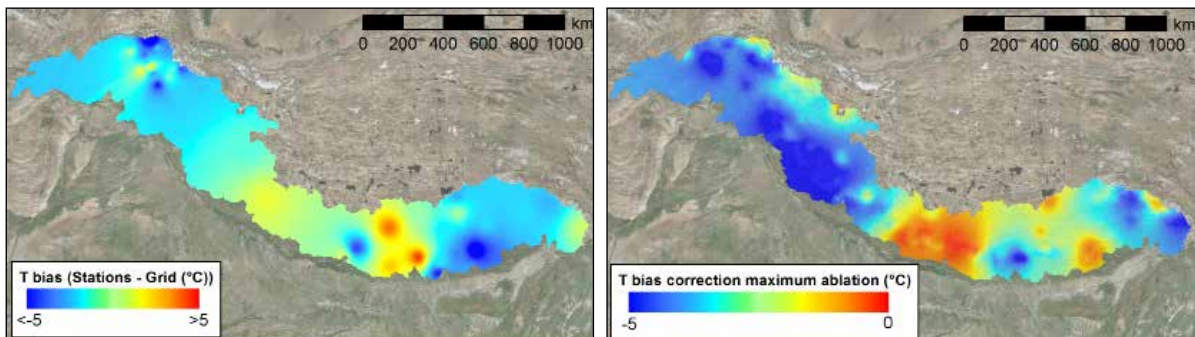 km
0 200 400 600 800 1000
T bias (Stations - Grid (°C))
<-5 >5
km
0 200 400 600 800 1000
T bias correction maximum ablation (°C)
-5 0